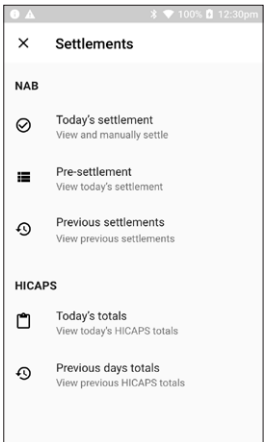 100% 12:30pm
Settlements
NAB
Today's settlement
View and manually settle
Pre-settlement
View today's settlement
Previous settlements
View previous settlements
HICAPS
Today's totals
View today's HICAPS totals
Previous days totals
View previous HICAPS totals